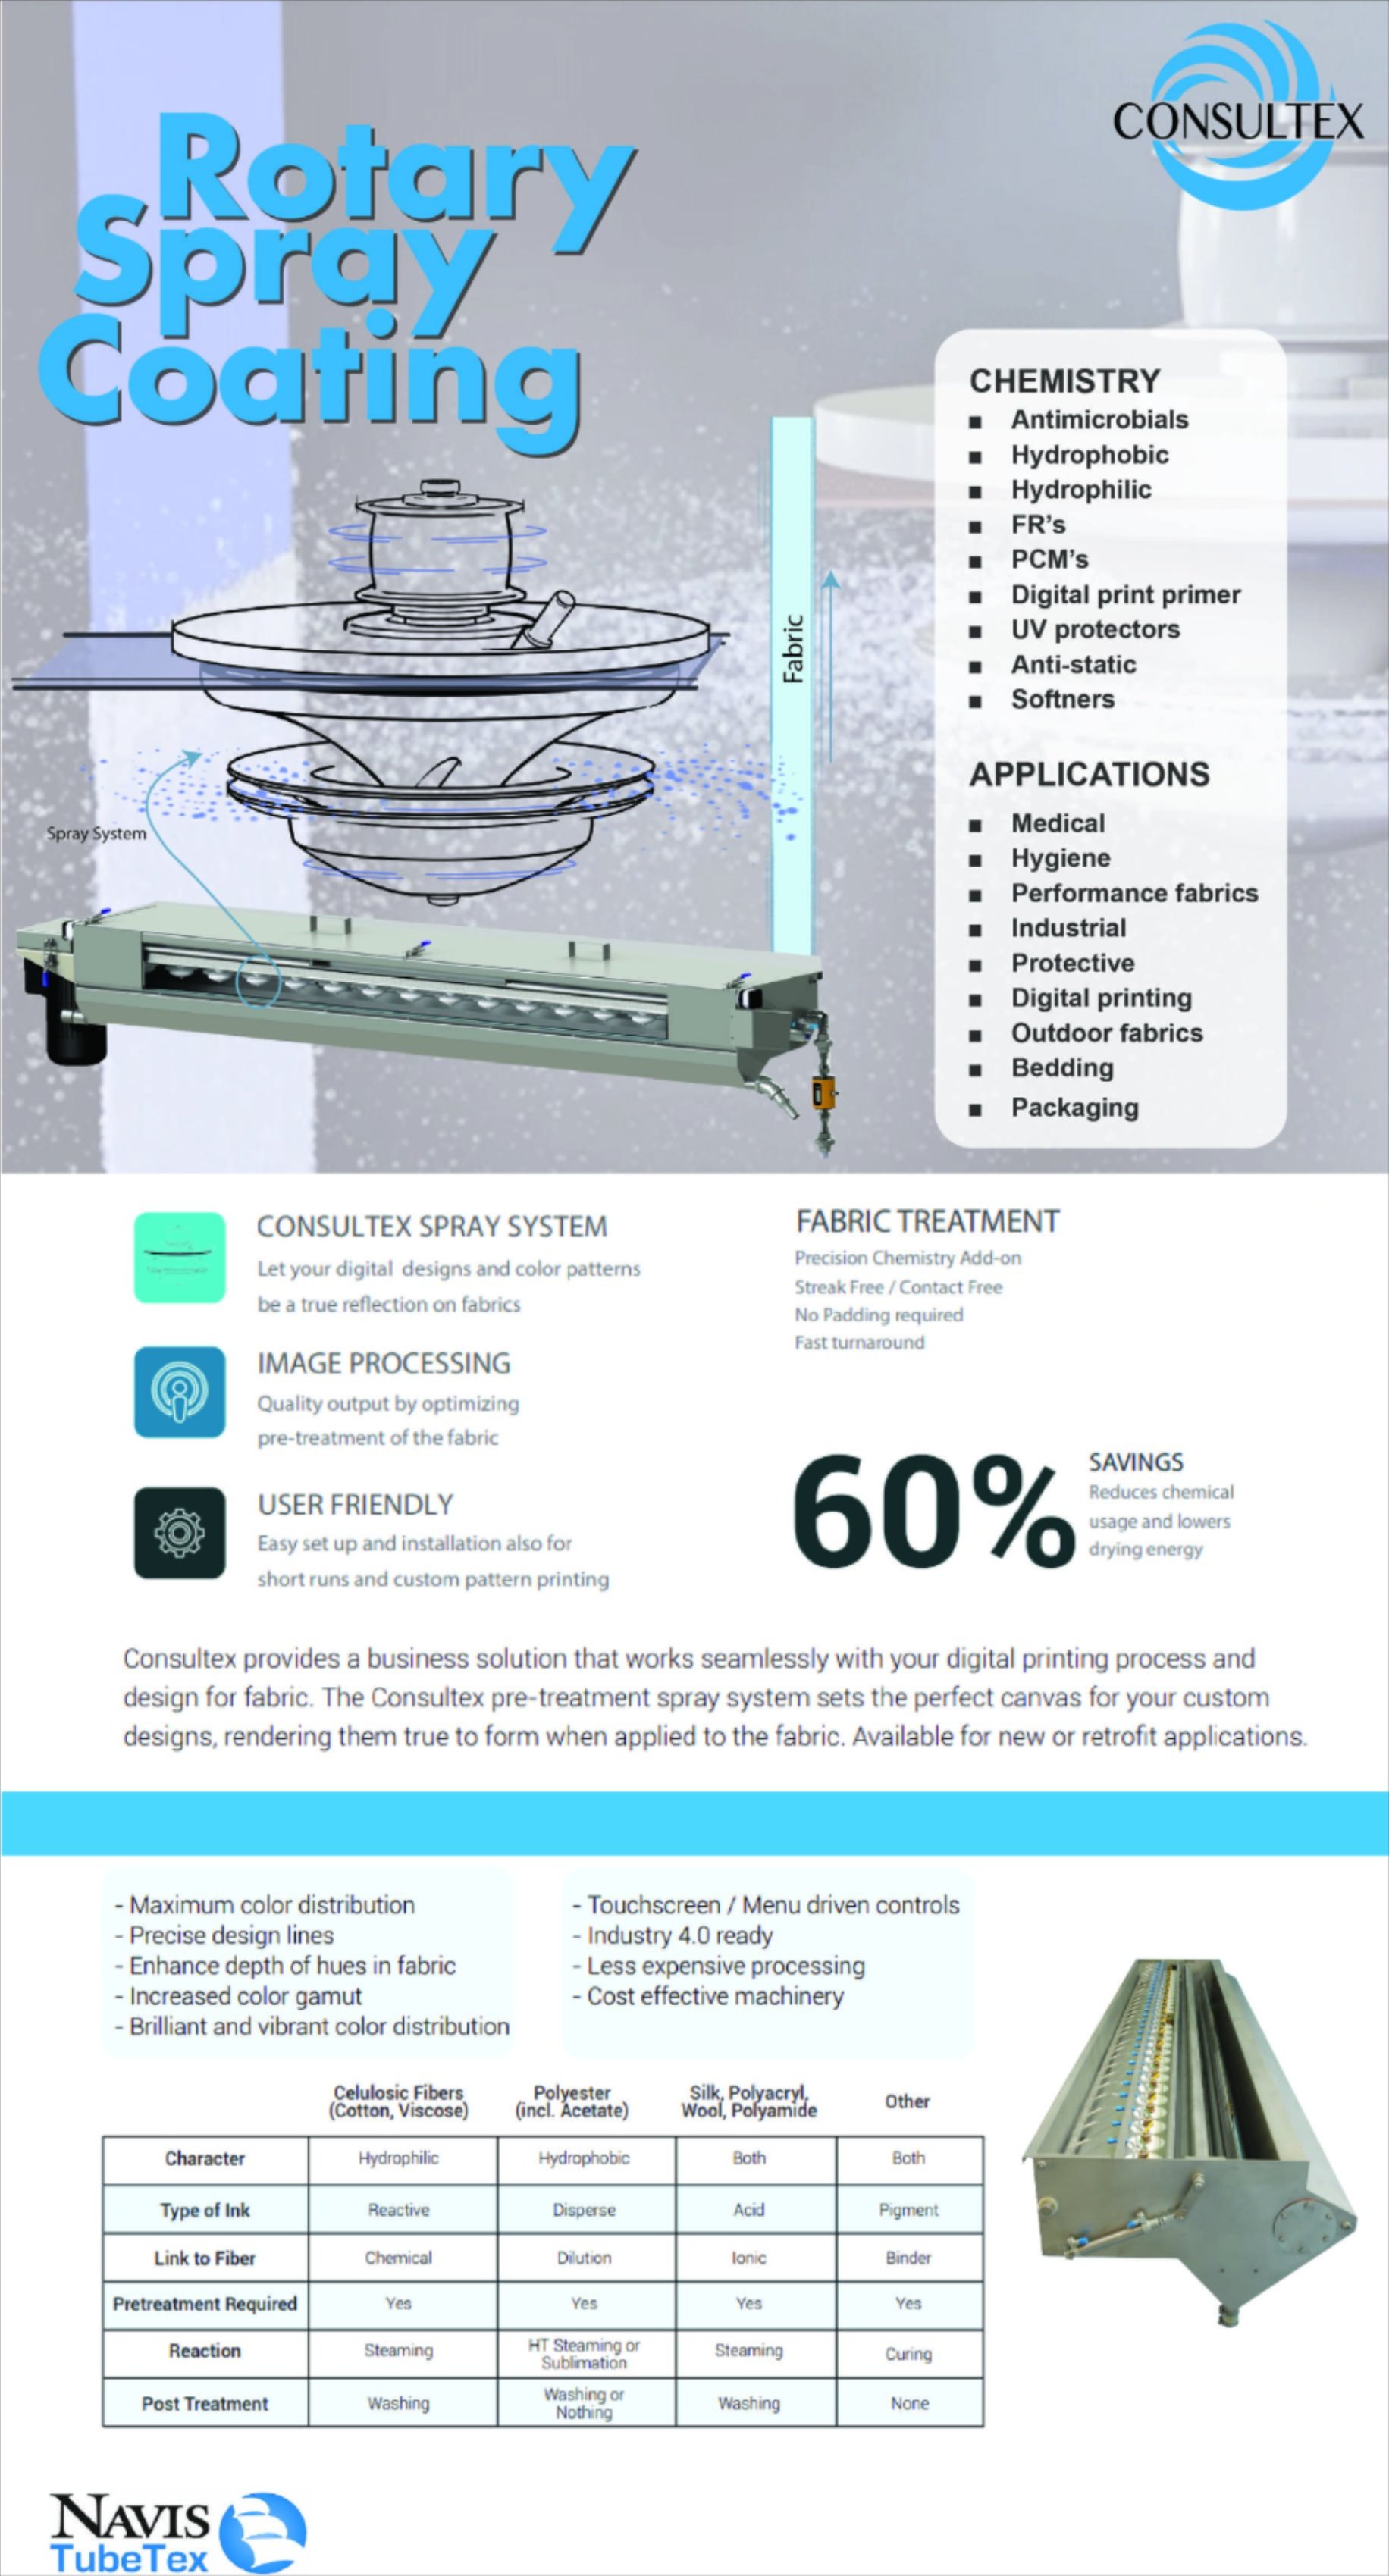 CONSULTEX
Rotary
Spray
Coating
CHEMISTRY
■ Antimicrobials
■ Hydrophobic
■ Hydrophilic
■ FR's
■ PCM's
■ Digital print primer
■ UV protectors
■ Anti-static
■ Softners
APPLICATIONS
■ Medical
■ Hygiene
■ Performance fabrics
■ Industrial
■ Protective
■ Digital printing
■ Outdoor fabrics
■ Bedding
■ Packaging
Fabric
Spray System
CONSULTEX SPRAY SYSTEM
Let your digital designs and color patterns
be a true reflection on fabrics
IMAGE PROCESSING
Quality output by optimizing
pre-treatment of the fabric
USER FRIENDLY
Easy set up and installation also for
short runs and custom pattern printing
FABRIC TREATMENT
Precision Chemistry Add-on
Streak Free / Contact Free
No Padding required
Fast turnaround
60%
SAVINGS
Reduces chemical
usage and lowers
drying energy
Consultex provides a business solution that works seamlessly with your digital printing process and
design for fabric. The Consultex pre-treatment spray system sets the perfect canvas for your custom
designs, rendering them true to form when applied to the fabric. Available for new or retrofit applications.
- Maximum color distribution
- Precise design lines
- Enhance depth of hues in fabric
- Increased color gamut
- Brilliant and vibrant color distribution
- Touchscreen / Menu driven controls
- Industry 4.0 ready
- Less expensive processing
- Cost effective machinery
Celulosic Fibers (Cotton, Viscose) Polyester (incl. Acetate) Silk, Polyacryl, Wool, Polyamide Other
Character Hydrophilic Hydrophobic Both Both
Type of Ink Reactive Disperse Acid Pigment
Link to Fiber Chemical Dilution Ionic Binder
Pretreatment Required Yes Yes Yes Yes
Reaction Steaming HT Steaming or Sublimation Steaming Curing
Post Treatment Washing Washing or Nothing Washing None
NAVIS
TubeTex